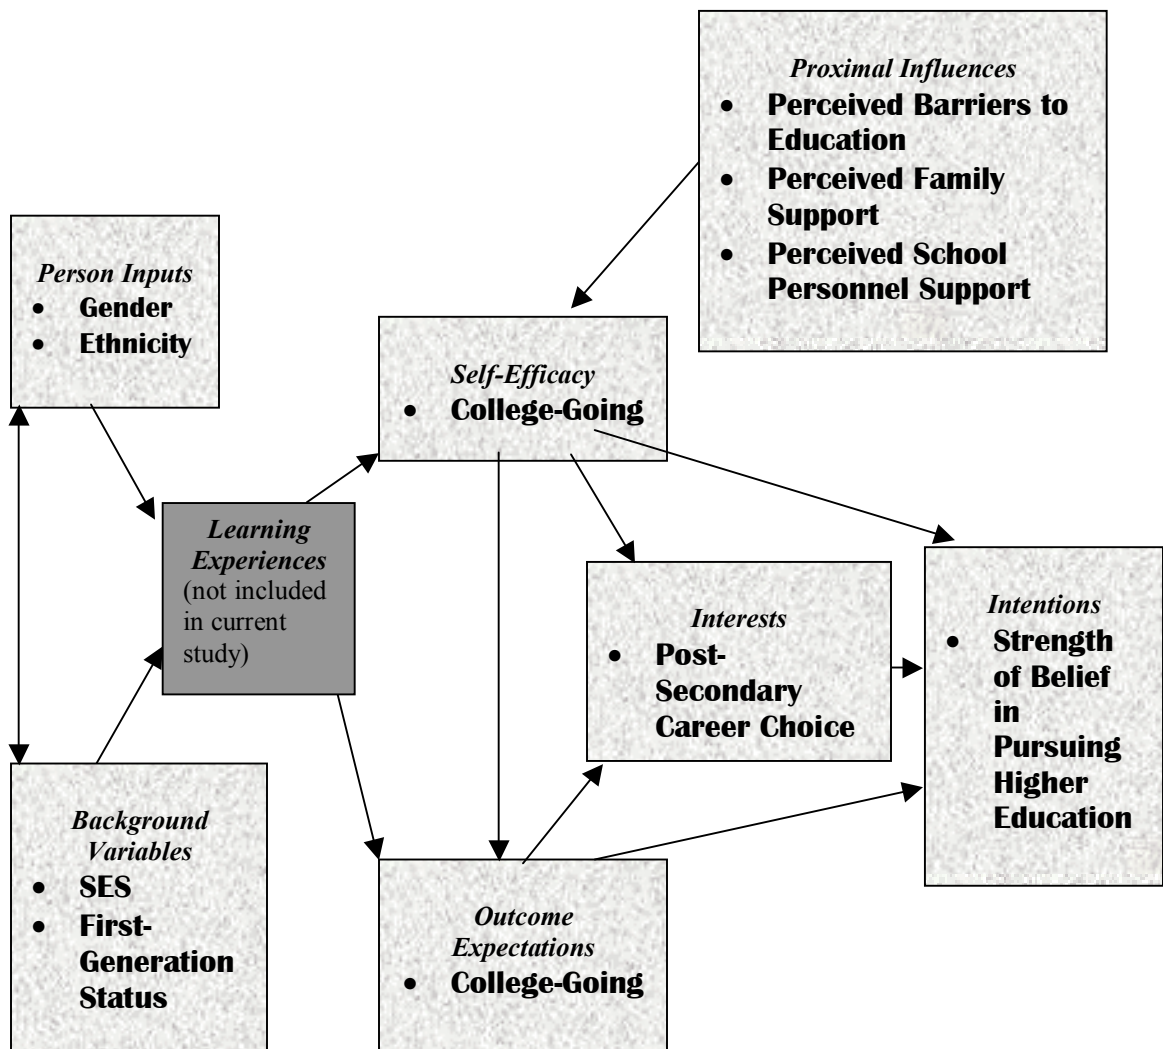 Proximal Influences
• Perceived Barriers to
Education
• Perceived Family
Support
• Perceived School
Personnel Support
Person Inputs
• Gender
• Ethnicity
Self-Efficacy
• College-Going
Learning
Experiences
(not included
in current
study)
Interests
• Post-
Secondary
Career Choice
Intentions
• Strength
of Belief
in
Pursuing
Higher
Education
Background
Variables
• SES
• First-
Generation
Status
Outcome
Expectations
• College-Going